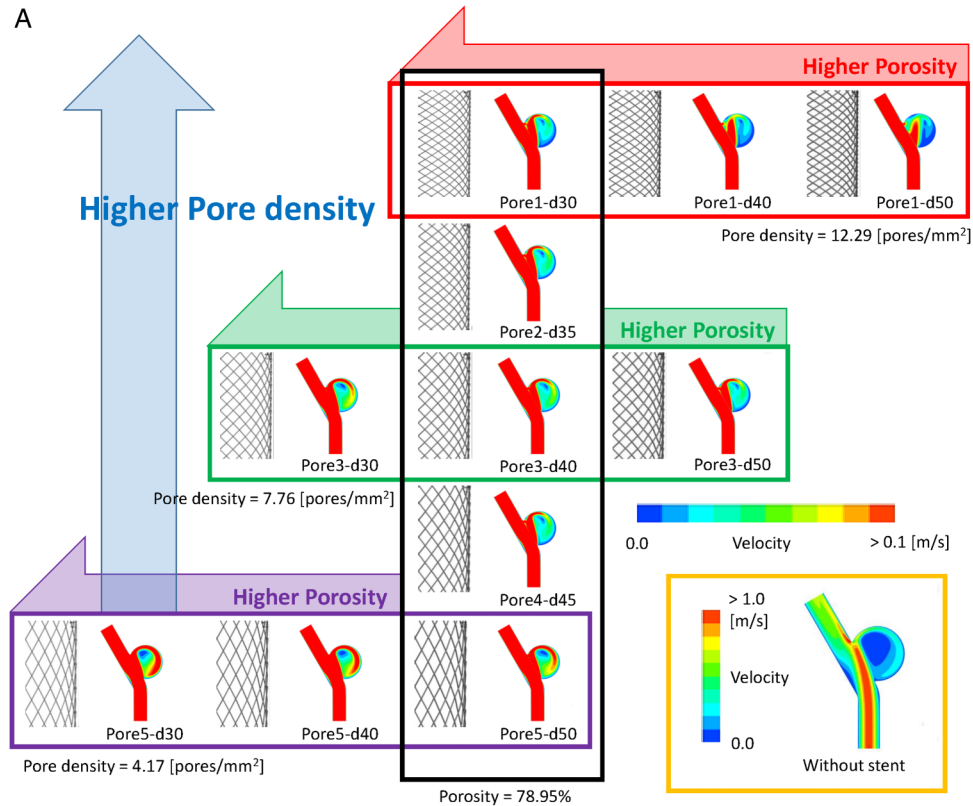 A
Higher Porosity
Pore1-d30
Pore1-d40
Pore1-d50
Higher Pore density
Pore density = 12.29 [pores/mm²]
Pore2-d35
Higher Porosity
Pore3-d30
Pore3-d40
Pore3-d50
Pore density = 7.76 [pores/mm²]
0.0
Velocity
> 0.1 [m/s]
Pore4-d45
Higher Porosity
> 1.0
[m/s]
Velocity
0.0
Without stent
Pore5-d30
Pore5-d40
Pore5-d50
Pore density = 4.17 [pores/mm²]
Porosity = 78.95%